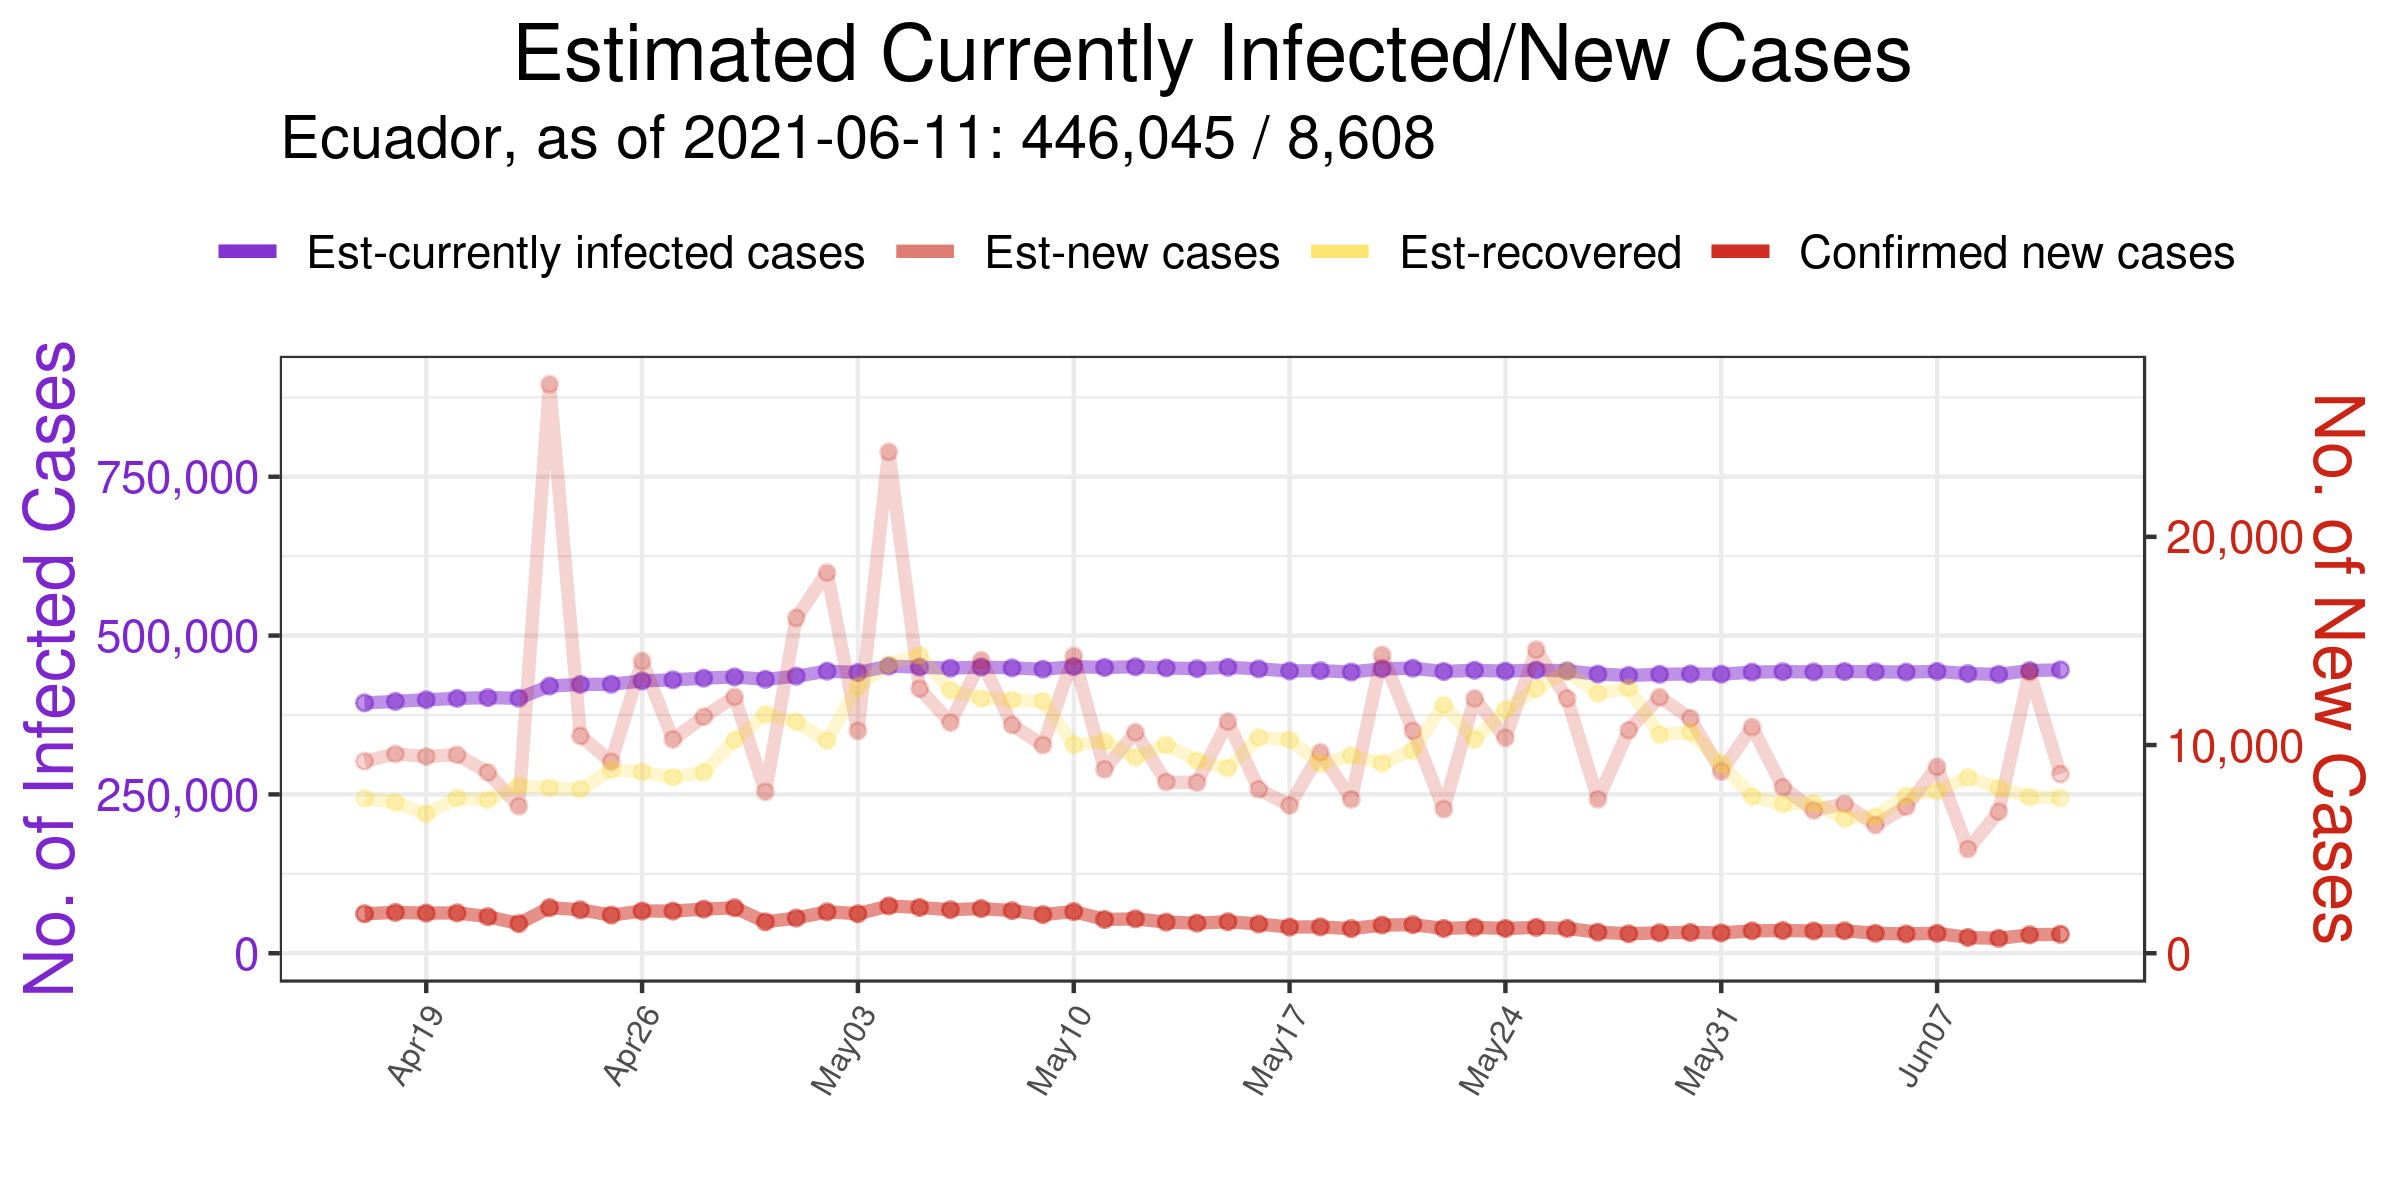 Estimated Currently Infected/New Cases
Ecuador, as of 2021-06-11: 446,045 / 8,608
Est-currently infected cases Est-new cases Est-recovered Confirmed new cases
No. of Infected Cases
750,000
500,000
250,000
0
20,000
10,000
0
No. of New Cases
Apr19 Apr26 May03 May10 May17 May24 May31 Jun07